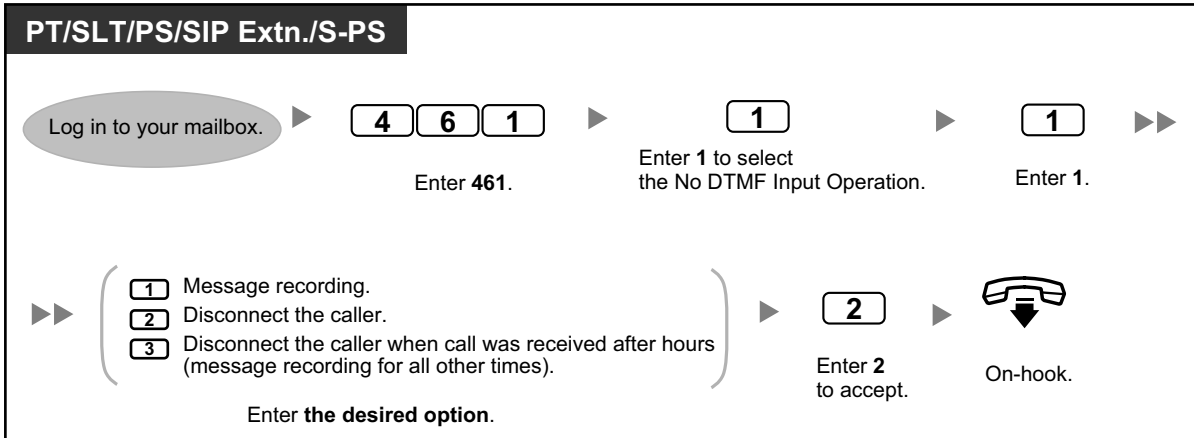 PT/SLT/PS/SIP Extn./S-PS
Log in to your mailbox.
4 6 1
Enter 461.
1
Enter 1 to select
the No DTMF Input Operation.
1
Enter 1.
1 Message recording.
2 Disconnect the caller.
3 Disconnect the caller when call was received after hours
(message recording for all other times).
Enter the desired option.
2
Enter 2
to accept.
On-hook.